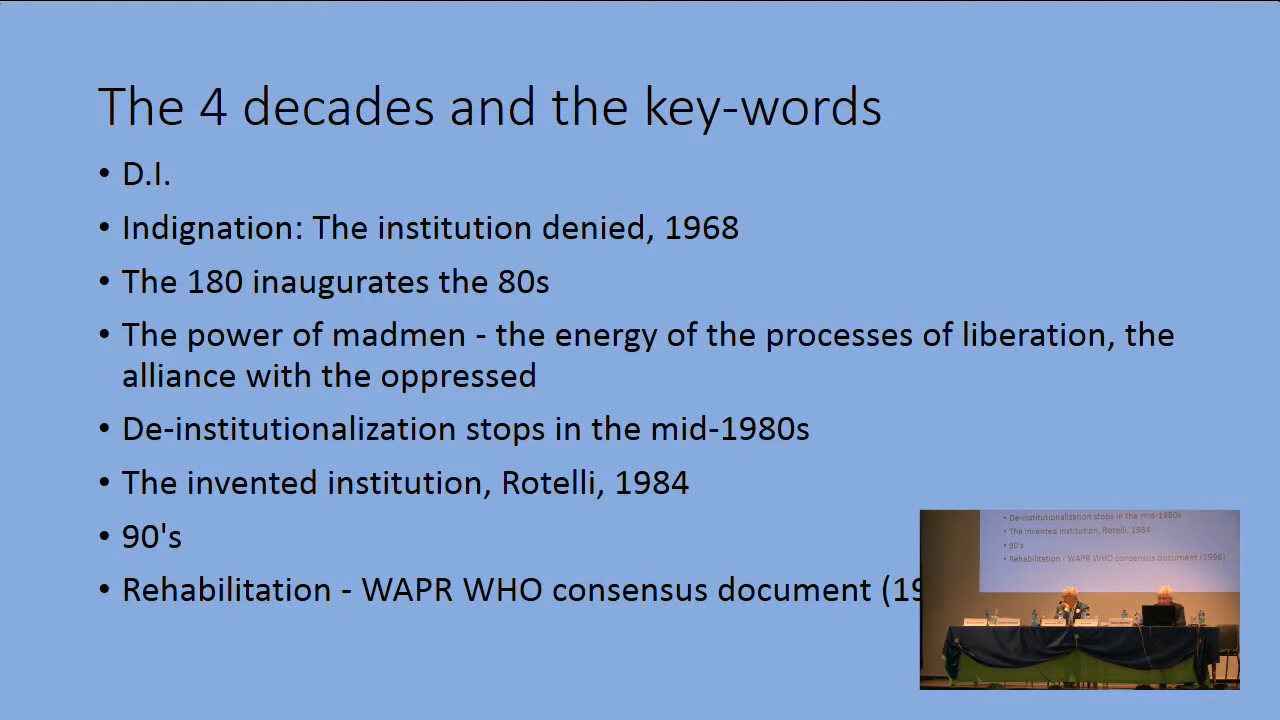 The 4 decades and the key-words
• D.I.
• Indignation: The institution denied, 1968
• The 180 inaugurates the 80s
• The power of madmen - the energy of the processes of liberation, the
alliance with the oppressed
• De-institutionalization stops in the mid-1980s
• The invented institution, Rotelli, 1984
• 90's
• Rehabilitation - WAPR WHO consensus document (19
• De-institutionalization stops in the mid-1980s
• The invented institution, Rotelli, 1984
• 90's
• Rehabilitation - WAPR WHO consensus document (1996)